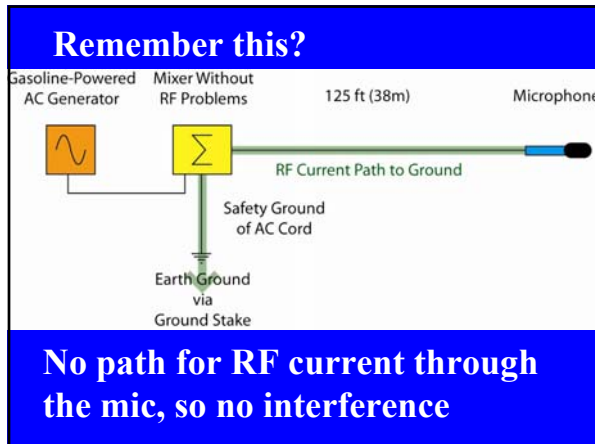 Remember this?
Gasoline-Powered
AC Generator
Mixer Without
RF Problems
125 ft (38m)
Microphone
Σ
RF Current Path to Ground
Safety Ground
of AC Cord
Earth Ground
via
Ground Stake
No path for RF current through
the mic, so no interference